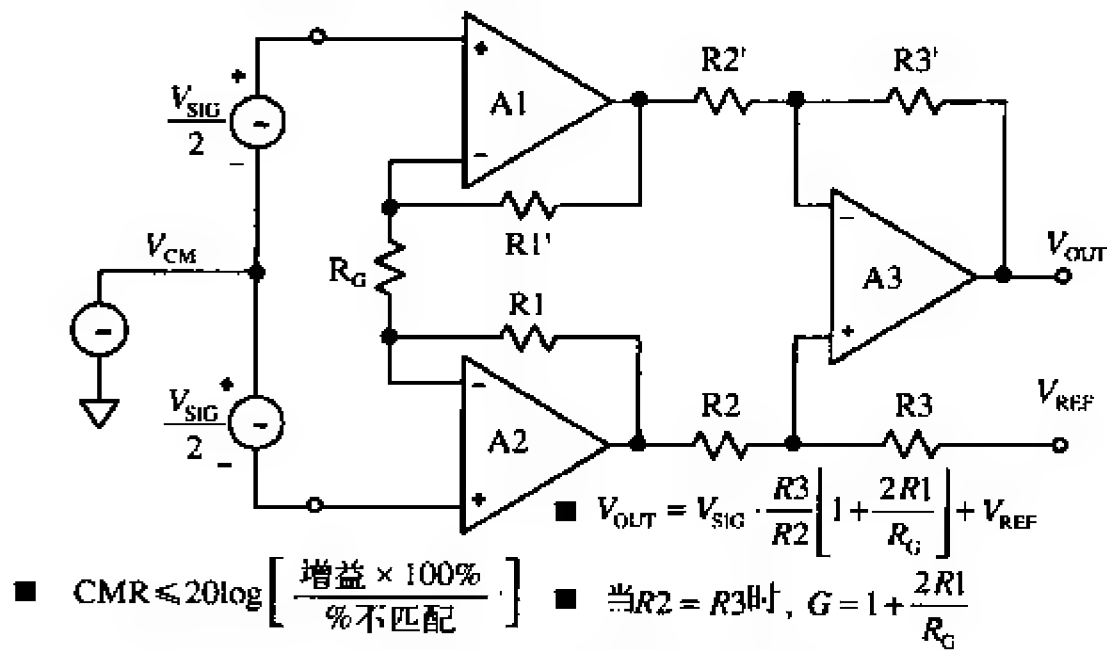 A1
R2'
R3'
+
−
V_SIG/2
+
−
R1'
V_CM
R_G
A3
−
+
V_OUT
R1
V_SIG/2
+
−
A2
−
+
R2
R3
V_REF
■ V_OUT = V_SIG · R3/R2 [1 + 2R1/R_G] + V_REF
■ CMR ≤ 20log [增益 × 100% / %不匹配]
■ 当R2 = R3时, G = 1 + 2R1/R_G